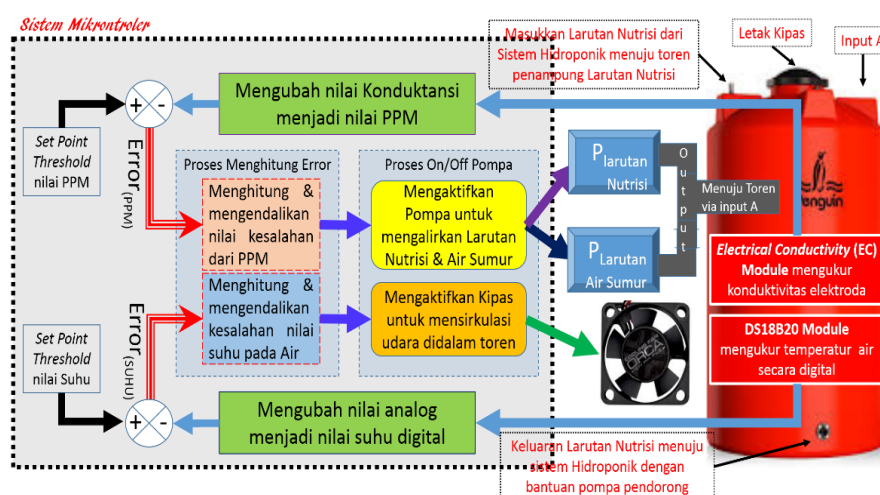 Sistem Mikrontroler
Masukkan Larutan Nutrisi dari
Sistem Hidroponik menuju toren
penampung Larutan Nutrisi
Letak Kipas
Input A
+ -
Mengubah nilai Konduktansi
menjadi nilai PPM
Set Point
Threshold
nilai PPM
Error(PPM)
Proses Menghitung Error
Menghitung &
mengendalikan
nilai kesalahan
dari PPM
Proses On/Off Pompa
Mengaktifkan
Pompa untuk
mengalirkan Larutan
Nutrisi & Air Sumur
Plarutan
Nutrisi
Output
Menuju Toren
via input A
Penguin
PLarutan
Air Sumur
Electrical Conductivity (EC)
Module mengukur
konduktivitas elektroda
Menghitung &
mengendalikan
kesalahan nilai
suhu pada Air
Mengaktifkan Kipas
untuk mensirkulasi
udara didalam toren
ORCA
DS18B20 Module
mengukur temperatur air
secara digital
Set Point
Threshold
nilai Suhu
Error(SUHU)
+ -
Mengubah nilai analog
menjadi nilai suhu digital
Keluaran Larutan Nutrisi menuju
sistem Hidroponik dengan
bantuan pompa pendorong